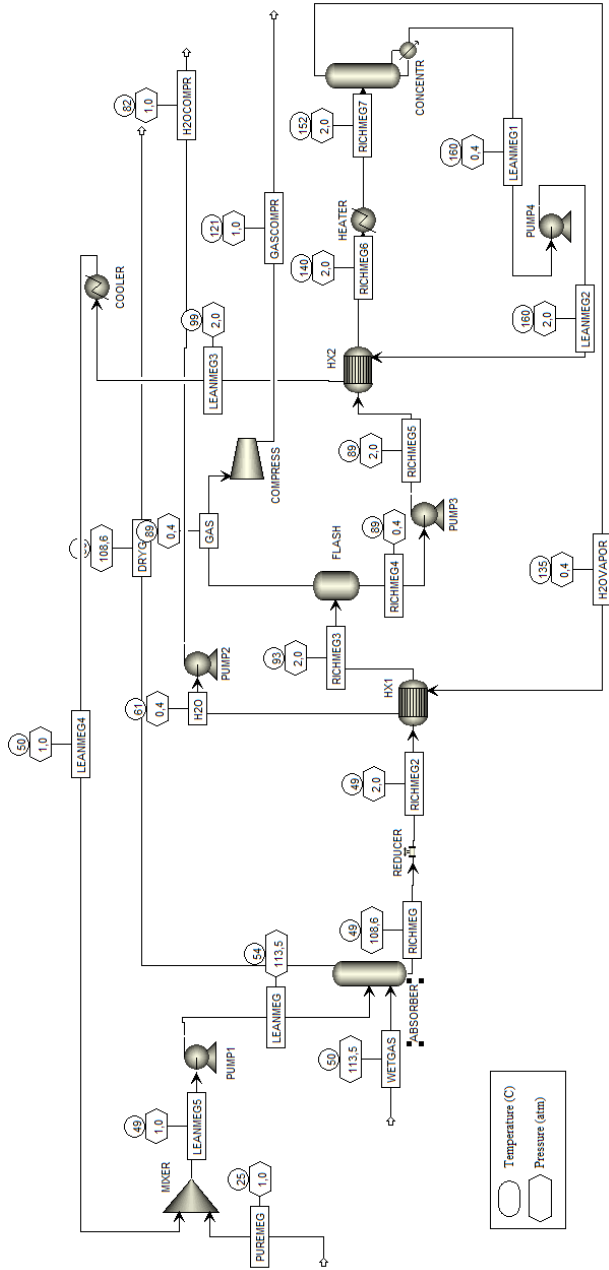 PUREMEG
25
1,0
MIXER
LEANMEG5
49
1,0
PUMP1
LEANMEG
54
113,5
WETGAS
50
113,5
ABSORBER
RICHMEG
49
108,6
REDUCER
RICHMEG2
49
2,0
HX1
RICHMEG3
93
2,0
FLASH
RICHMEG4
89
0,4
PUMP3
RICHMEG5
89
2,0
HX2
RICHMEG6
140
2,0
HEATER
RICHMEG7
152
2,0
CONCENTR
LEANMEG1
160
0,4
PUMP4
LEANMEG2
160
2,0
H2OVAPOR
135
0,4
H2O
61
0,4
PUMP2
H2OCOMPR
82
1,0
108,6
GAS
89
0,4
COMPRESS
GASCOMPR
121
1,0
LEANMEG3
99
2,0
COOLER
LEANMEG4
50
1,0
Temperature (C)
Pressure (atm)